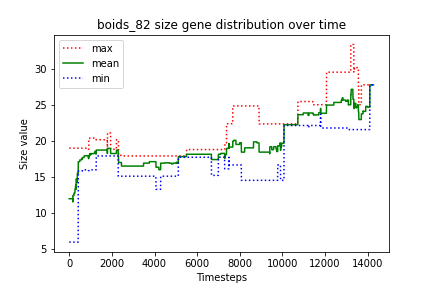 boids_82 size gene distribution over time
max
mean
min
Size value
30
25
20
15
10
5
0 2000 4000 6000 8000 10000 12000 14000
Timesteps